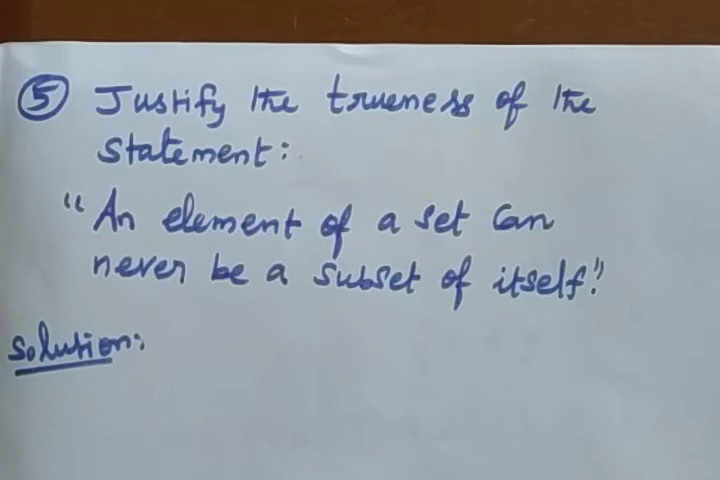 5 Justify the trueness of the
statement:
"An element of a set can
never be a subset of itself."
Solution: